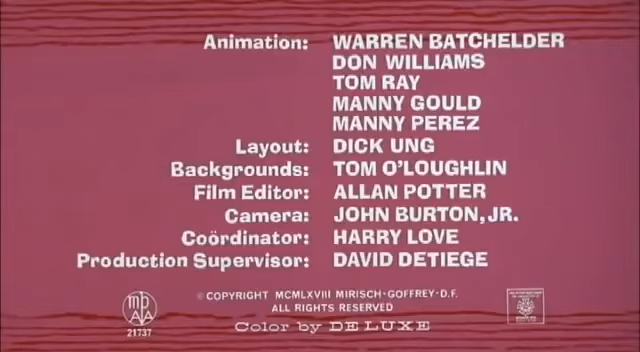 Animation: WARREN BATCHELDER
DON WILLIAMS
TOM RAY
MANNY GOULD
MANNY PEREZ
Layout: DICK UNG
Backgrounds: TOM O'LOUGHLIN
Film Editor: ALLAN POTTER
Camera: JOHN BURTON, JR.
Coördinator: HARRY LOVE
Production Supervisor: DAVID DETIEGE
© COPYRIGHT MCMLXVIII MIRISCH-GEOFFREY-D.F.
ALL RIGHTS RESERVED
Color by DE LUXE
MPAA
21737